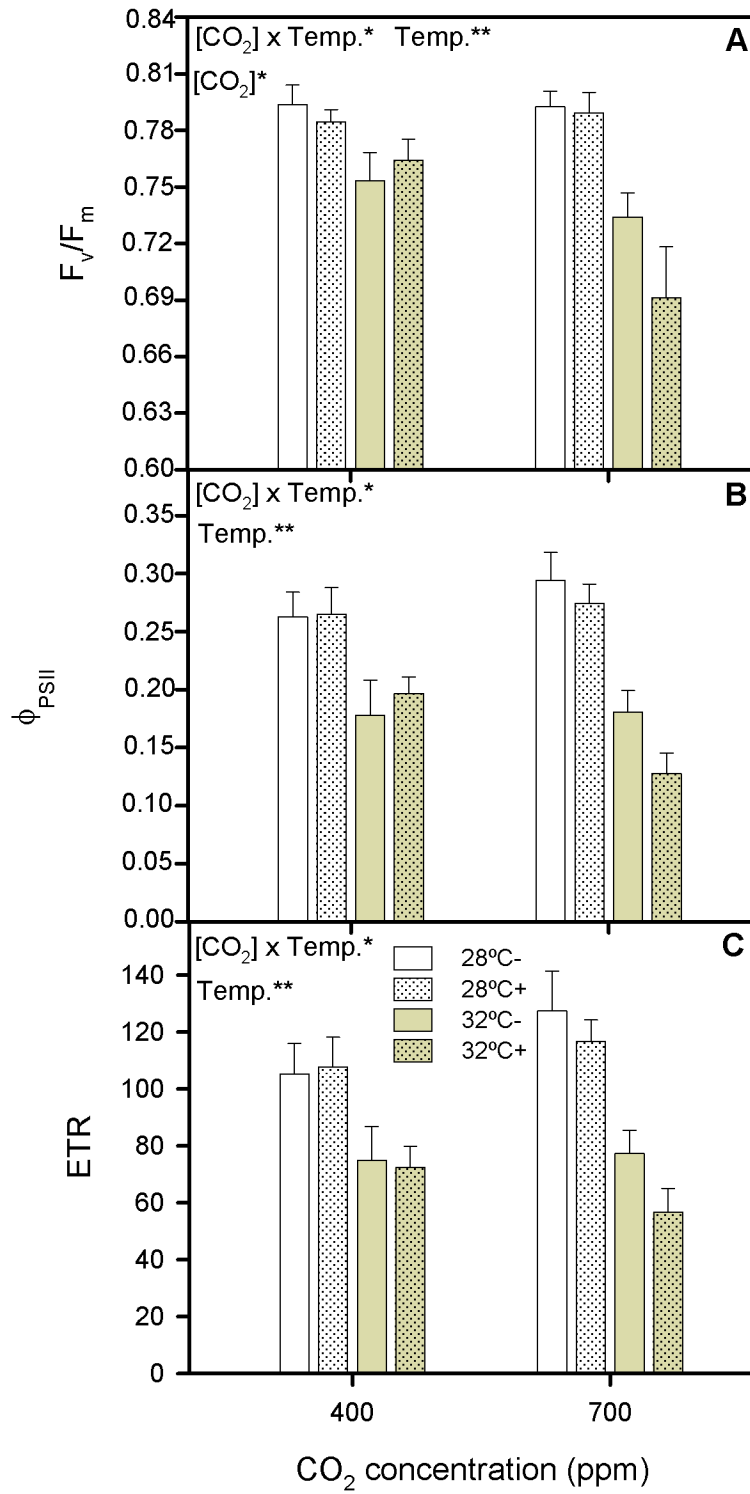 [CO₂] x Temp.* Temp.** A
[CO₂]*
0.84
0.81
0.78
0.75
0.72
0.69
0.66
0.63
0.60
Fᵥ/Fₘ
[CO₂] x Temp.* B
Temp.**
0.35
0.30
0.25
0.20
0.15
0.10
0.05
0.00
ϕPSII
[CO₂] x Temp.* C
Temp.**
28ºC-
28ºC+
32ºC-
32ºC+
140
120
100
80
60
40
20
0
ETR
400 700
CO₂ concentration (ppm)